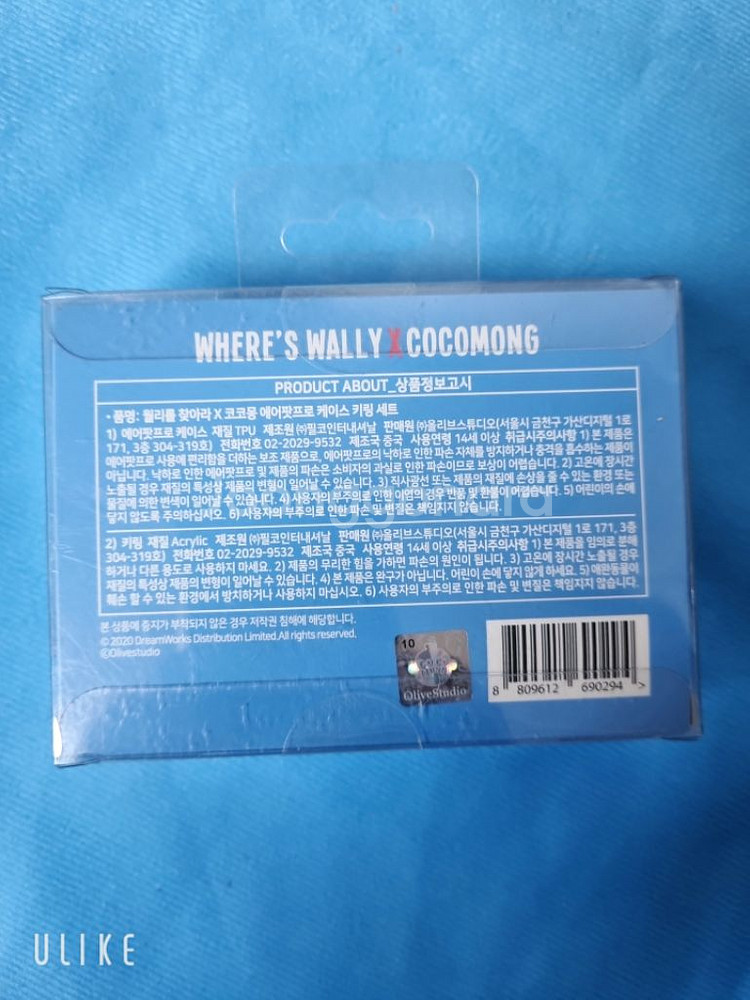 WHERE'S WALLY X COCOMONG
PRODUCT ABOUT_상품정보고시
· 품명: 월리를 찾아라 X 코코몽 에어팟프로 케이스 키링 세트
1) 에어팟프로 케이스 재질 TPU 제조원 ㈜필코인터내셔날 판매원 ㈜올리브스튜디오(서울시 금천구 가산디지털 1로
171, 3층 304-319호) 전화번호 02-2029-9532 제조국 중국 사용연령 14세 이상 취급시주의사항 1) 본 제품은
에어팟프로 사용에 편리함을 더하는 보조 제품으로, 에어팟프로의 낙하로 인한 파손 자체를 방지하거나 충격을 흡수하는 제품이
아닙니다. 낙하로 인한 에어팟프로 및 제품의 파손은 소비자의 과실로 인한 파손이므로 보상이 어렵습니다. 2) 고온에 장시간
노출될 경우 재질의 특성상 제품의 변형이 일어날 수 있습니다. 3) 직사광선 또는 제품의 재질에 손상을 줄 수 있는 환경 또는
물질에 의한 변색이 일어날 수 있습니다. 4) 사용자의 부주의로 인한 이염의 경우 반품 및 환불이 어렵습니다. 5) 어린이의 손에
닿지 않도록 주의하십시오. 6) 사용자의 부주의로 인한 파손 및 변질은 책임지지 않습니다.
2) 키링 재질 Acrylic 제조원 ㈜필코인터내셔날 판매원 ㈜올리브스튜디오(서울시 금천구 가산디지털 1로 171, 3층
304-319호) 전화번호 02-2029-9532 제조국 중국 사용연령 14세 이상 취급시주의사항 1) 본 제품을 임의로 분해
하거나 다른 용도로 사용하지 마세요. 2) 제품의 무리한 힘을 가하면 파손의 원인이 됩니다. 3) 고온에 장시간 노출될 경우
재질의 특성상 제품의 변형이 일어날 수 있습니다. 4) 본 제품은 완구가 아닙니다. 어린이 손에 닿지 않게 하세요. 5) 애완동물이
훼손 할 수 있는 환경에서 방치하거나 사용하지 마십시오. 6) 사용자의 부주의로 인한 파손 및 변질은 책임지지 않습니다.
본 상품에 증지가 부착되지 않은 경우 저작권 침해에 해당합니다.
© 2020 DreamWorks Distribution Limited. All rights reserved.
ⓒOlivestudio
10
OliveStudio
8 809612 690294 >
ULIKE